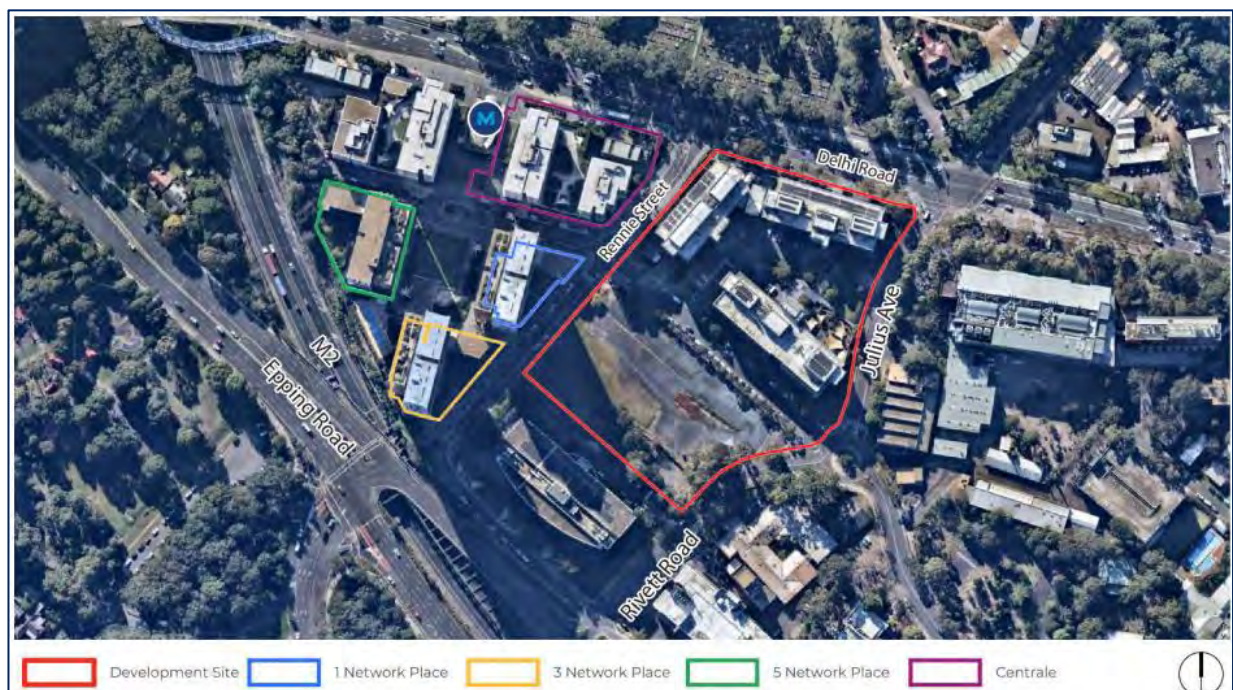 M
Delhi Road
Rennie Street
Julius Ave
M2
Epping Road
Rivett Road
Development Site
1 Network Place
3 Network Place
5 Network Place
Centrale